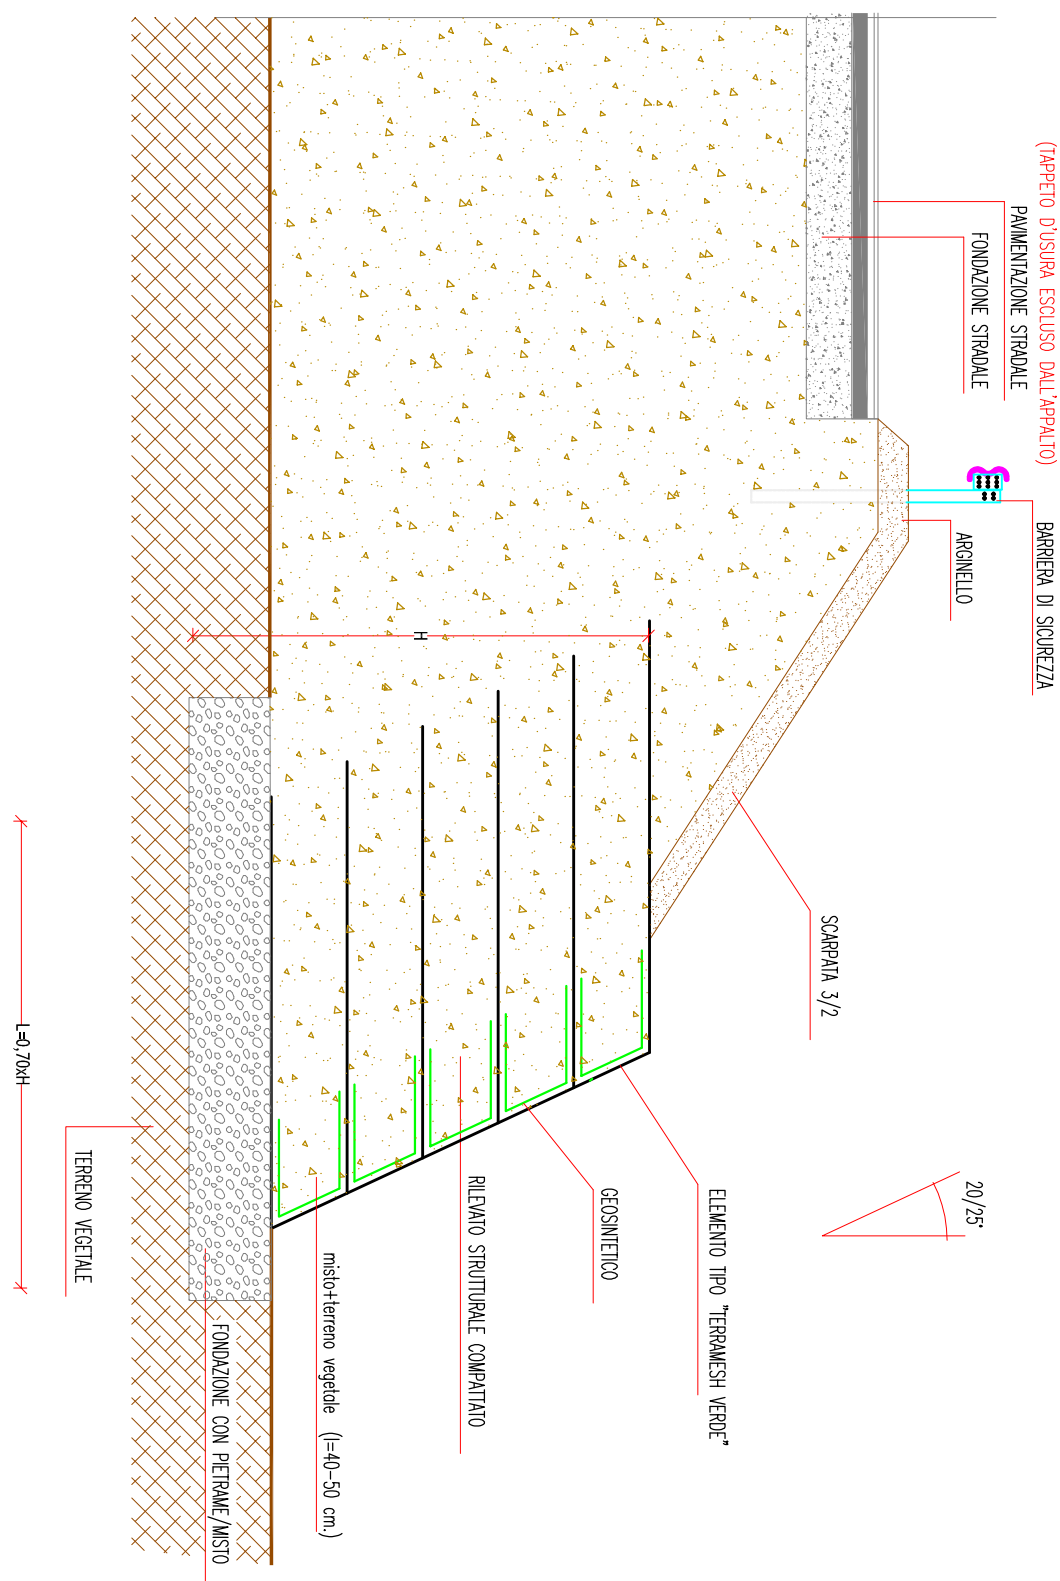 (TAPPETO D'USURA ESCLUSO DALL'APPALTO)
PAVIMENTAZIONE STRADALE
FONDAZIONE STRADALE
BARRIERA DI SICUREZZA
ARGINELLO
H
SCARPATA 3/2
20/25°
ELEMENTO TIPO "TERRAMESH VERDE"
GEOSINTETICO
RILEVATO STRUTTURALE COMPATTATO
misto+terreno vegetale (l=40-50 cm.)
FONDAZIONE CON PIETRAME/MISTO
TERRENO VEGETALE
L=0,70xH